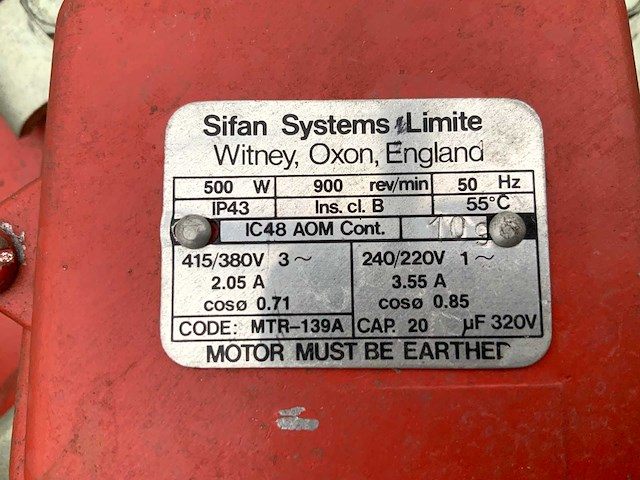 Sifan Systems Limite
Witney, Oxon, England
500 W 900 rev/min 50 Hz
IP43 Ins. cl. B 55°C
IC48 AOM Cont. 10 g
415/380V 3~ 240/220V 1~
2.05 A 3.55 A
cosø 0.71 cosø 0.85
CODE: MTR-139A CAP. 20 µF 320V
MOTOR MUST BE EARTHED